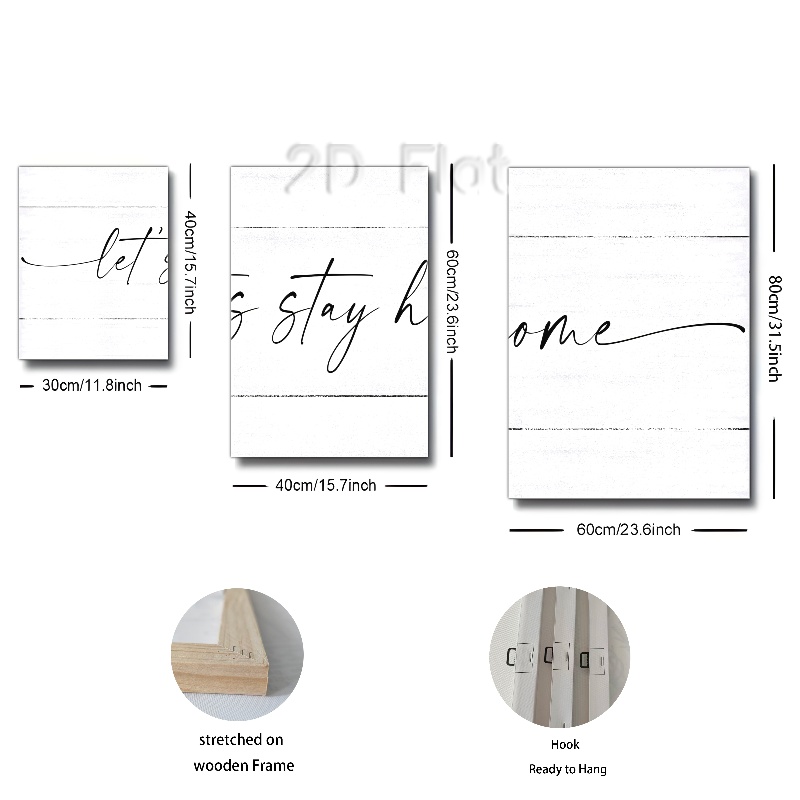 2D Flat
let's
40cm/15.7inch
30cm/11.8inch
s stay h
60cm/23.6inch
40cm/15.7inch
ome
80cm/31.5inch
60cm/23.6inch
stretched on
wooden Frame
Hook
Ready to Hang